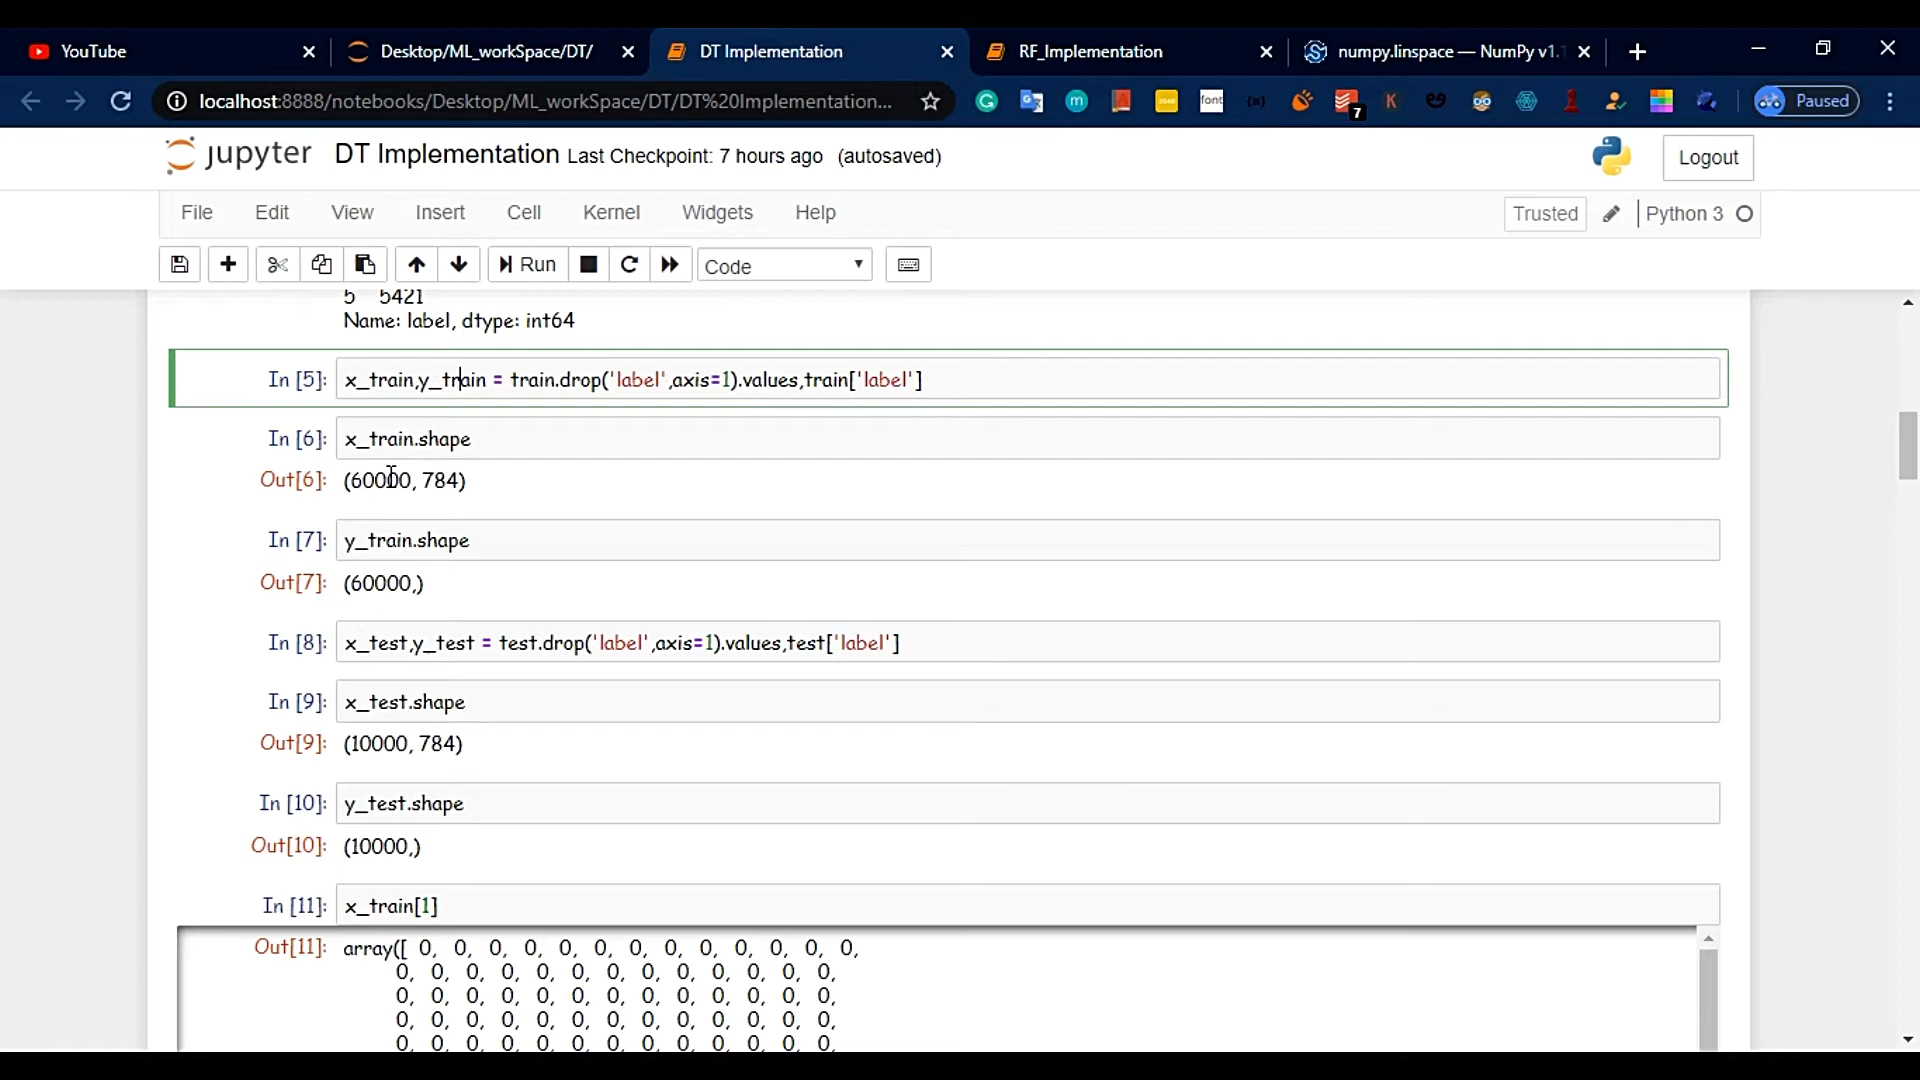 YouTube
Desktop/ML_workSpace/DT/
DT Implementation
RF_Implementation
numpy.linspace — NumPy v1.1
localhost:8888/notebooks/Desktop/ML_workSpace/DT/DT%20Implementation...
font
7
K
Paused
jupyter DT Implementation Last Checkpoint: 7 hours ago (autosaved)
Logout
File Edit View Insert Cell Kernel Widgets Help
Trusted Python 3
Run Code
5 5421
Name: label, dtype: int64
In [5]: x_train,y_train = train.drop('label',axis=1).values,train['label']
In [6]: x_train.shape
Out[6]: (60000, 784)
In [7]: y_train.shape
Out[7]: (60000,)
In [8]: x_test,y_test = test.drop('label',axis=1).values,test['label']
In [9]: x_test.shape
Out[9]: (10000, 784)
In [10]: y_test.shape
Out[10]: (10000,)
In [11]: x_train[1]
Out[11]: array([ 0, 0, 0, 0, 0, 0, 0, 0, 0, 0, 0, 0, 0,
0, 0, 0, 0, 0, 0, 0, 0, 0, 0, 0, 0, 0,
0, 0, 0, 0, 0, 0, 0, 0, 0, 0, 0, 0, 0,
0, 0, 0, 0, 0, 0, 0, 0, 0, 0, 0, 0, 0,
0, 0, 0, 0, 0, 0, 0, 0, 0, 0, 0, 0, 0,